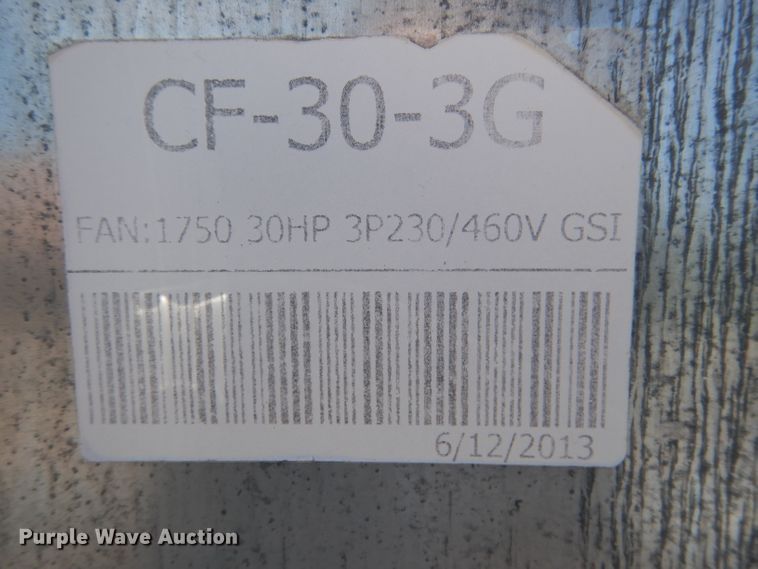 CF-30-3G
FAN:1750 30HP 3P230/460V GSI
6/12/2013
Purple Wave Auction®